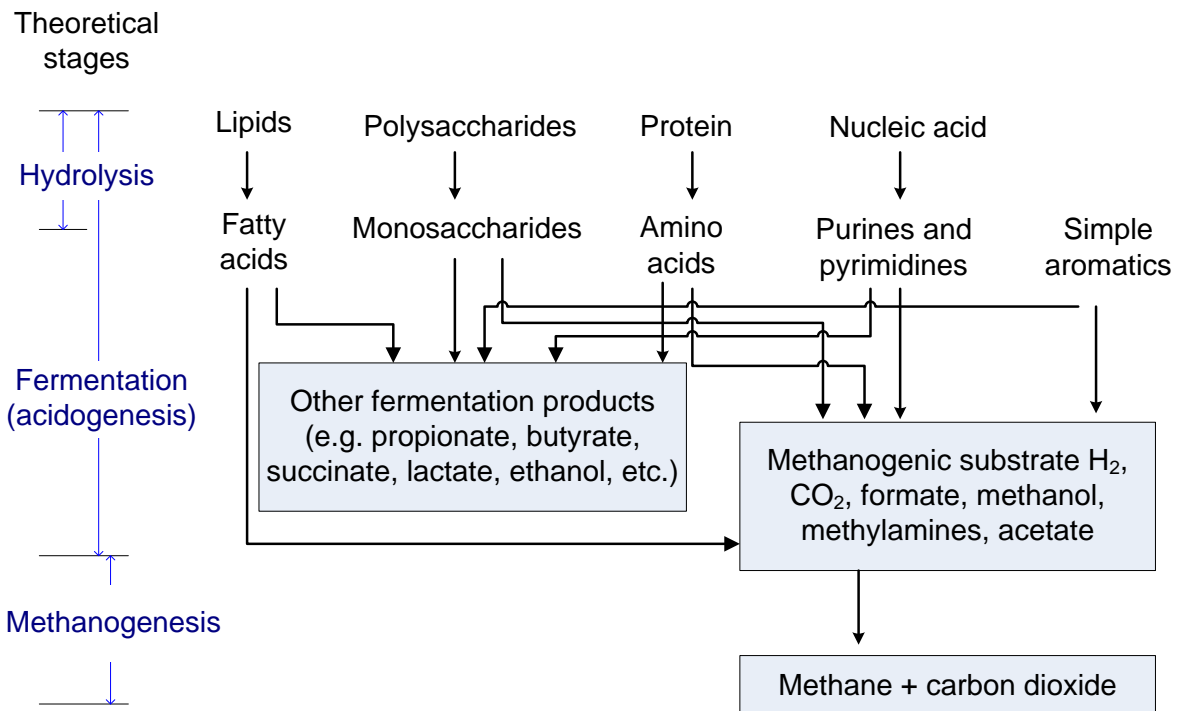 Theoretical
stages
Lipids
Polysaccharides
Protein
Nucleic acid
Hydrolysis
Fatty
acids
Monosaccharides
Amino
acids
Purines and
pyrimidines
Simple
aromatics
Fermentation
(acidogenesis)
Other fermentation products
(e.g. propionate, butyrate,
succinate, lactate, ethanol, etc.)
Methanogenic substrate H₂,
CO₂, formate, methanol,
methylamines, acetate
Methanogenesis
Methane + carbon dioxide